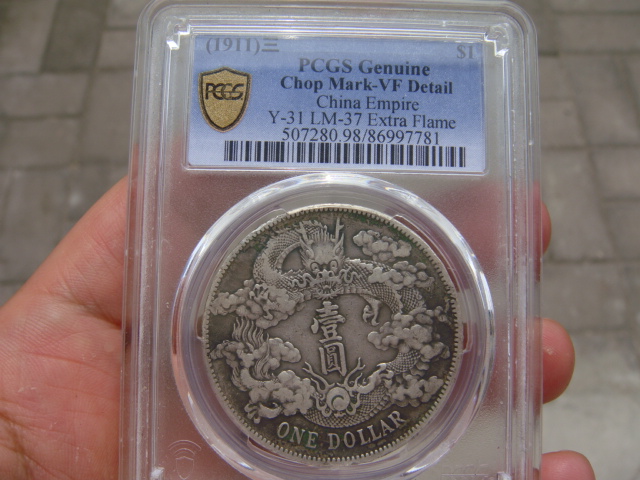 (1911)三 $1
PCGS Genuine
Chop Mark-VF Detail
China Empire
Y-31 LM-37 Extra Flame
507280.98/86997781
PCGS
壹
圓
ONE DOLLAR